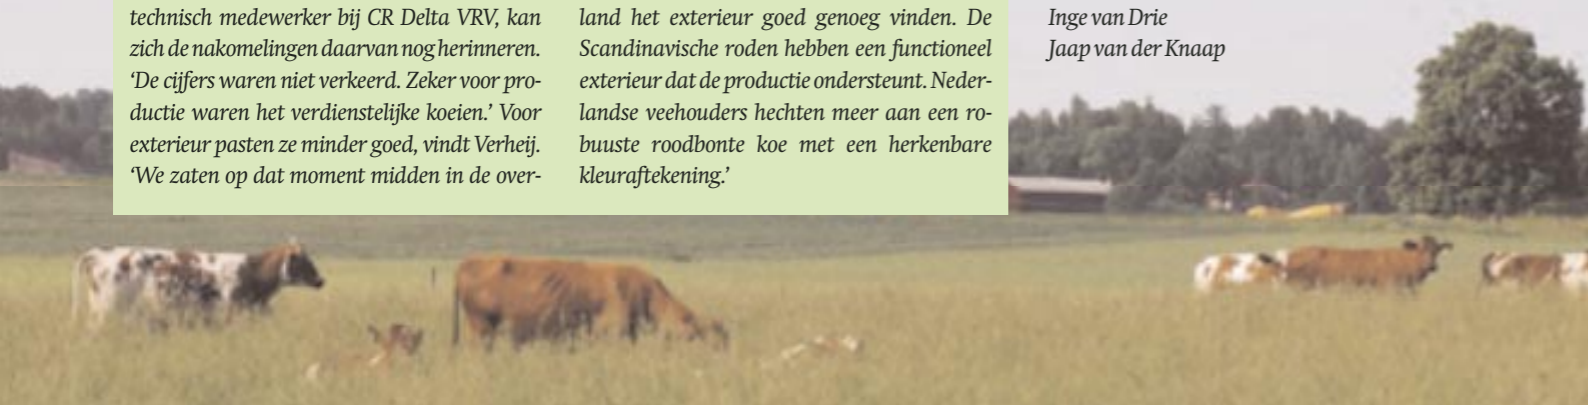 technisch medewerker bij CR Delta VRV, kan
zich de nakomelingen daarvan nog herinneren.
‘De cijfers waren niet verkeerd. Zeker voor pro-
ductie waren het verdienstelijke koeien.’ Voor
exterieur pasten ze minder goed, vindt Verheij.
‘We zaten op dat moment midden in de over-
land het exterieur goed genoeg vinden. De
Scandinavische roden hebben een functioneel
exterieur dat de productie ondersteunt. Neder-
landse veehouders hechten meer aan een ro-
buuste roodbonte koe met een herkenbare
kleuraftekening.’
Inge van Drie
Jaap van der Knaap